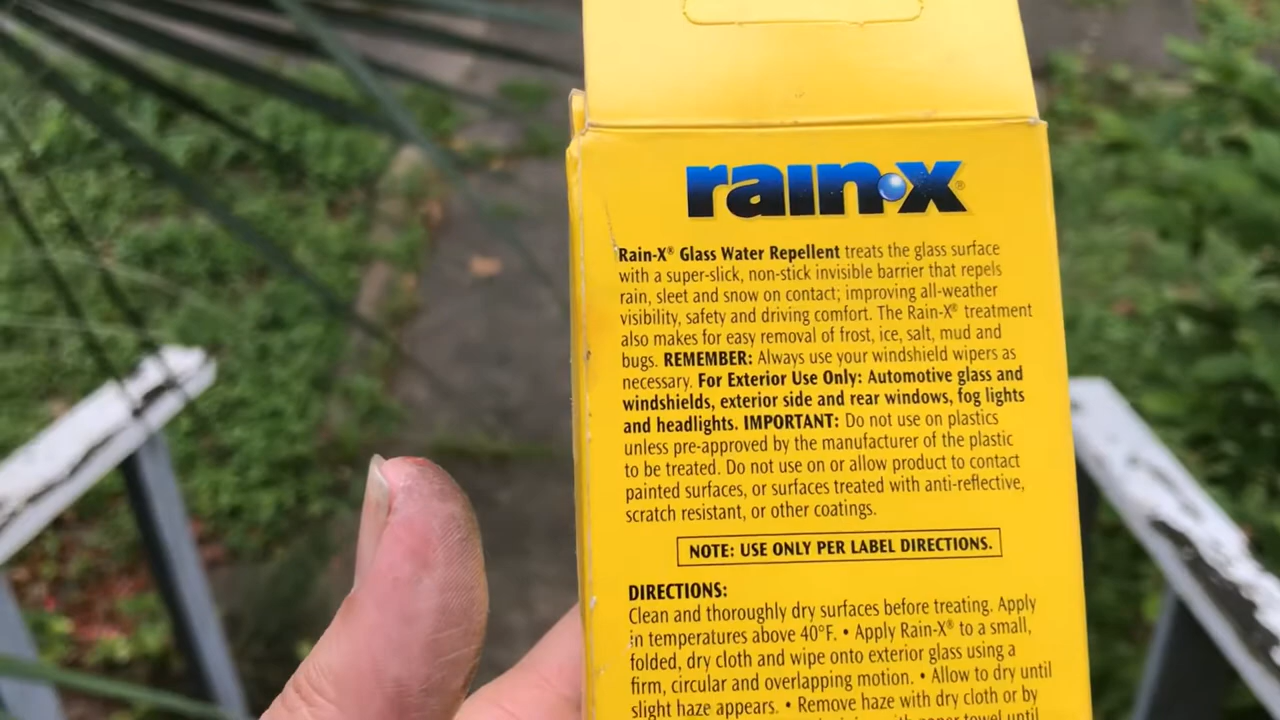 rain-x®
Rain-X® Glass Water Repellent treats the glass surface
with a super-slick, non-stick invisible barrier that repels
rain, sleet and snow on contact; improving all-weather
visibility, safety and driving comfort. The Rain-X® treatment
also makes for easy removal of frost, ice, salt, mud and
bugs. REMEMBER: Always use your windshield wipers as
necessary. For Exterior Use Only: Automotive glass and
windshields, exterior side and rear windows, fog lights
and headlights. IMPORTANT: Do not use on plastics
unless pre-approved by the manufacturer of the plastic
to be treated. Do not use on or allow product to contact
painted surfaces, or surfaces treated with anti-reflective,
scratch resistant, or other coatings.
NOTE: USE ONLY PER LABEL DIRECTIONS.
DIRECTIONS:
Clean and thoroughly dry surfaces before treating. Apply
in temperatures above 40°F. • Apply Rain-X® to a small,
folded, dry cloth and wipe onto exterior glass using a
firm, circular and overlapping motion. • Allow to dry until
slight haze appears. • Remove haze with dry cloth or by
paper towel until